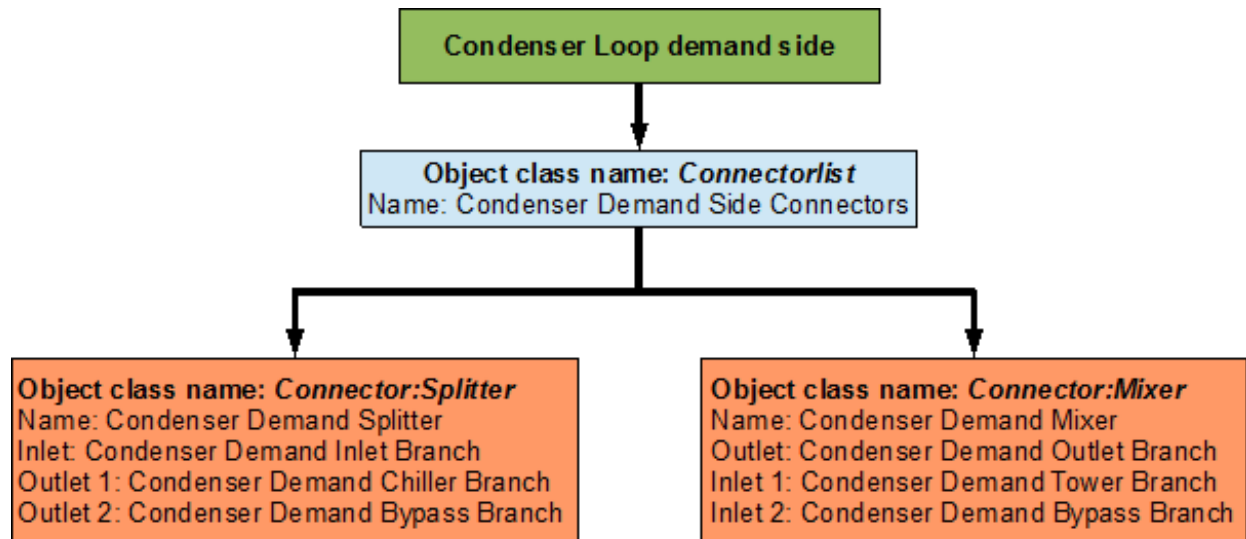 Condenser Loop demand side
Object class name: Connectorlist
Name: Condenser Demand Side Connectors
Object class name: Connector:Splitter
Name: Condenser Demand Splitter
Inlet: Condenser Demand Inlet Branch
Outlet 1: Condenser Demand Chiller Branch
Outlet 2: Condenser Demand Bypass Branch
Object class name: Connector:Mixer
Name: Condenser Demand Mixer
Outlet: Condenser Demand Outlet Branch
Inlet 1: Condenser Demand Tower Branch
Inlet 2: Condenser Demand Bypass Branch